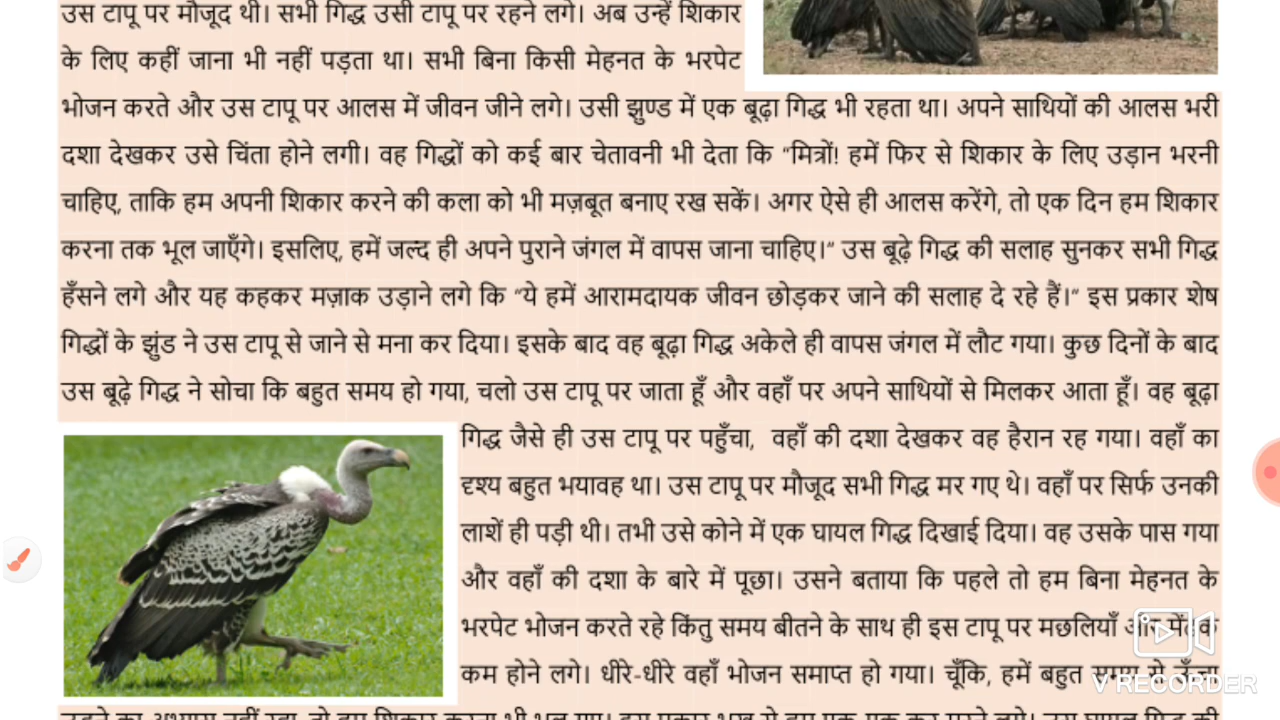 उस टापू पर मौजूद थी। सभी गिद्ध उसी टापू पर रहने लगे। अब उन्हें शिकार
के लिए कहीं जाना भी नहीं पड़ता था। सभी बिना किसी मेहनत के भरपेट
भोजन करते और उस टापू पर आलस में जीवन जीने लगे। उसी झुण्ड में एक बूढ़ा गिद्ध भी रहता था। अपने साथियों की आलस भरी
दशा देखकर उसे चिंता होने लगी। वह गिद्धों को कई बार चेतावनी भी देता कि “मित्रों! हमें फिर से शिकार के लिए उड़ान भरनी
चाहिए, ताकि हम अपनी शिकार करने की कला को भी मज़बूत बनाए रख सकें। अगर ऐसे ही आलस करेंगे, तो एक दिन हम शिकार
करना तक भूल जाएँगे। इसलिए, हमें जल्द ही अपने पुराने जंगल में वापस जाना चाहिए।” उस बूढ़े गिद्ध की सलाह सुनकर सभी गिद्ध
हँसने लगे और यह कहकर मज़ाक उड़ाने लगे कि “ये हमें आरामदायक जीवन छोड़कर जाने की सलाह दे रहे हैं।” इस प्रकार शेष
गिद्धों के झुंड ने उस टापू से जाने से मना कर दिया। इसके बाद वह बूढ़ा गिद्ध अकेले ही वापस जंगल में लौट गया। कुछ दिनों के बाद
उस बूढ़े गिद्ध ने सोचा कि बहुत समय हो गया, चलो उस टापू पर जाता हूँ और वहाँ पर अपने साथियों से मिलकर आता हूँ। वह बूढ़ा
गिद्ध जैसे ही उस टापू पर पहुँचा, वहाँ की दशा देखकर वह हैरान रह गया। वहाँ का
दृश्य बहुत भयावह था। उस टापू पर मौजूद सभी गिद्ध मर गए थे। वहाँ पर सिर्फ उनकी
लाशें ही पड़ी थी। तभी उसे कोने में एक घायल गिद्ध दिखाई दिया। वह उसके पास गया
और वहाँ की दशा के बारे में पूछा। उसने बताया कि पहले तो हम बिना मेहनत के
भरपेट भोजन करते रहे किंतु समय बीतने के साथ ही इस टापू पर मछलियाँ और मेंढक
कम होने लगे। धीरे-धीरे वहाँ भोजन समाप्त हो गया। चूँकि, हमें बहुत समय से ऊँचा
V RECORDER